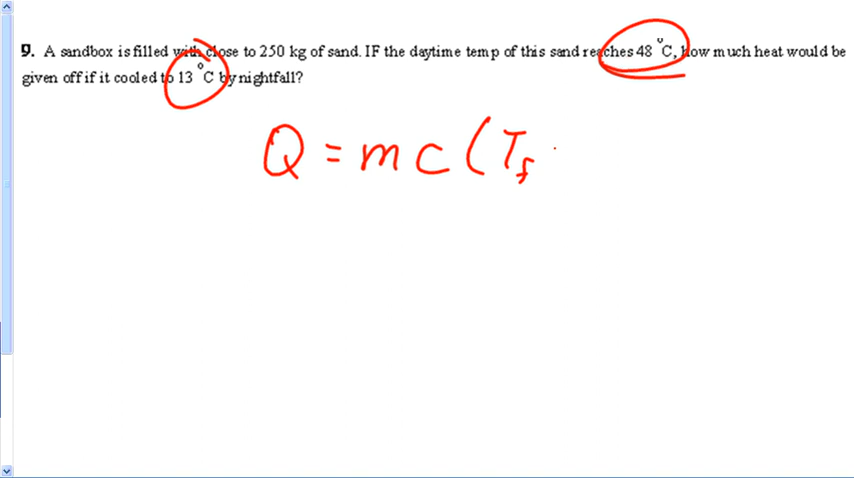 9. A sandbox is filled with close to 250 kg of sand. IF the daytime temp of this sand reaches 48 °C, how much heat would be
given off if it cooled to 13 °C by nightfall?
Q = mc(Tf